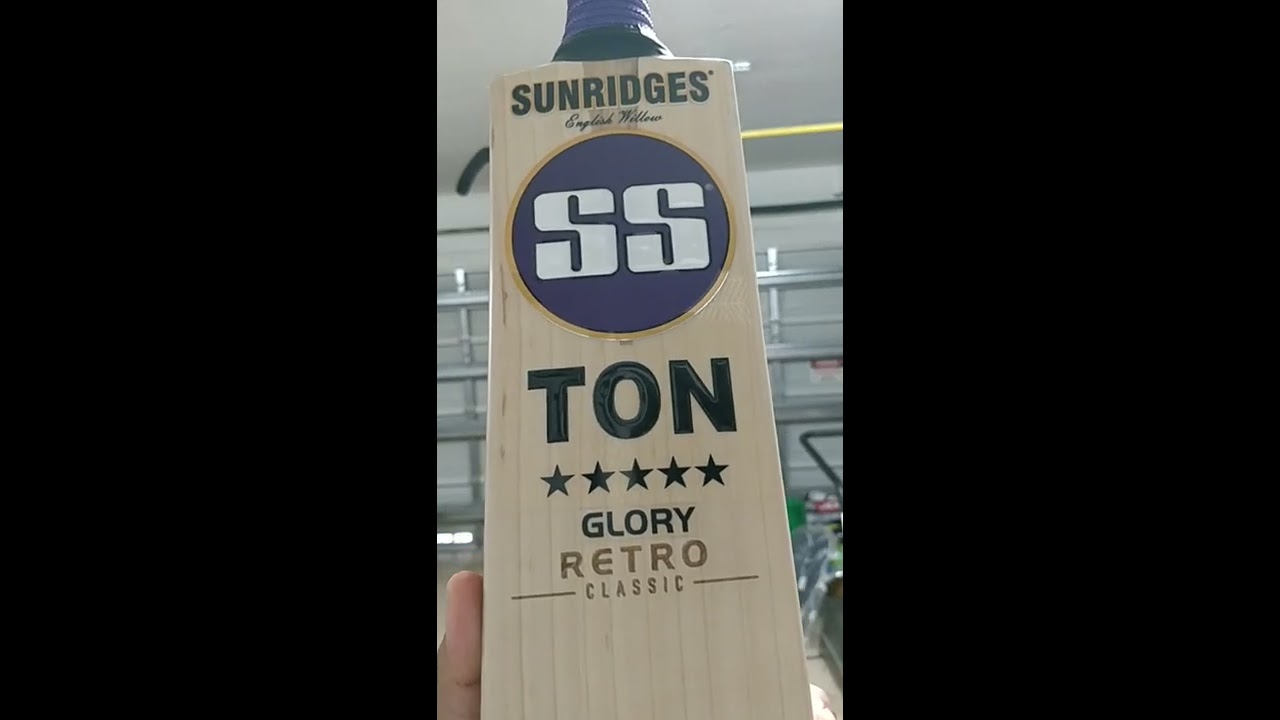 SUNRIDGES
English Willow
SS
TON
★★★★★
GLORY
RETRO
CLASSIC